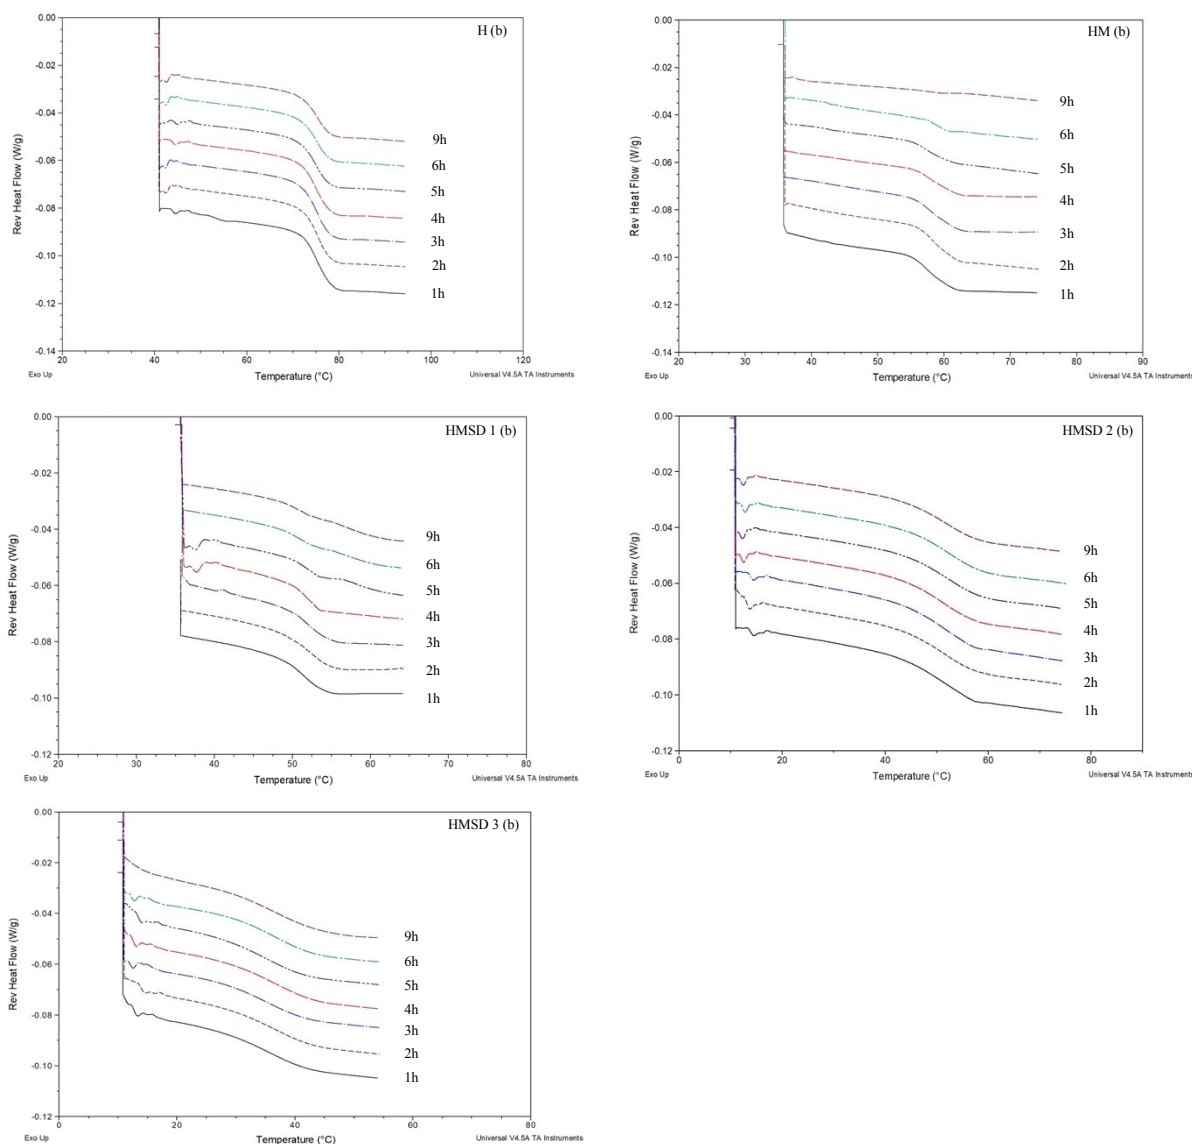 H (b)
0.00
-0.02
-0.04
-0.06
-0.08
-0.10
-0.12
-0.14
Rev Heat Flow (W/g)
9h
6h
5h
4h
3h
2h
1h
20 40 60 80 100 120
Exo Up Temperature (°C) Universal V4.5A TA Instruments
HM (b)
0.00
-0.02
-0.04
-0.06
-0.08
-0.10
-0.12
-0.14
Rev Heat Flow (W/g)
9h
6h
5h
4h
3h
2h
1h
20 30 40 50 60 70 80 90
Exo Up Temperature (°C) Universal V4.5A TA Instruments
HMSD 1 (b)
0.00
-0.02
-0.04
-0.06
-0.08
-0.10
-0.12
Rev Heat Flow (W/g)
9h
6h
5h
4h
3h
2h
1h
20 30 40 50 60 70 80
Exo Up Temperature (°C) Universal V4.5A TA Instruments
HMSD 2 (b)
0.00
-0.02
-0.04
-0.06
-0.08
-0.10
-0.12
Rev Heat Flow (W/g)
9h
6h
5h
4h
3h
2h
1h
0 20 40 60 80
Exo Up Temperature (°C) Universal V4.5A TA Instruments
HMSD 3 (b)
0.00
-0.02
-0.04
-0.06
-0.08
-0.10
-0.12
Rev Heat Flow (W/g)
9h
6h
5h
4h
3h
2h
1h
0 20 40 60 80
Exo Up Temperature (°C) Universal V4.5A TA Instruments